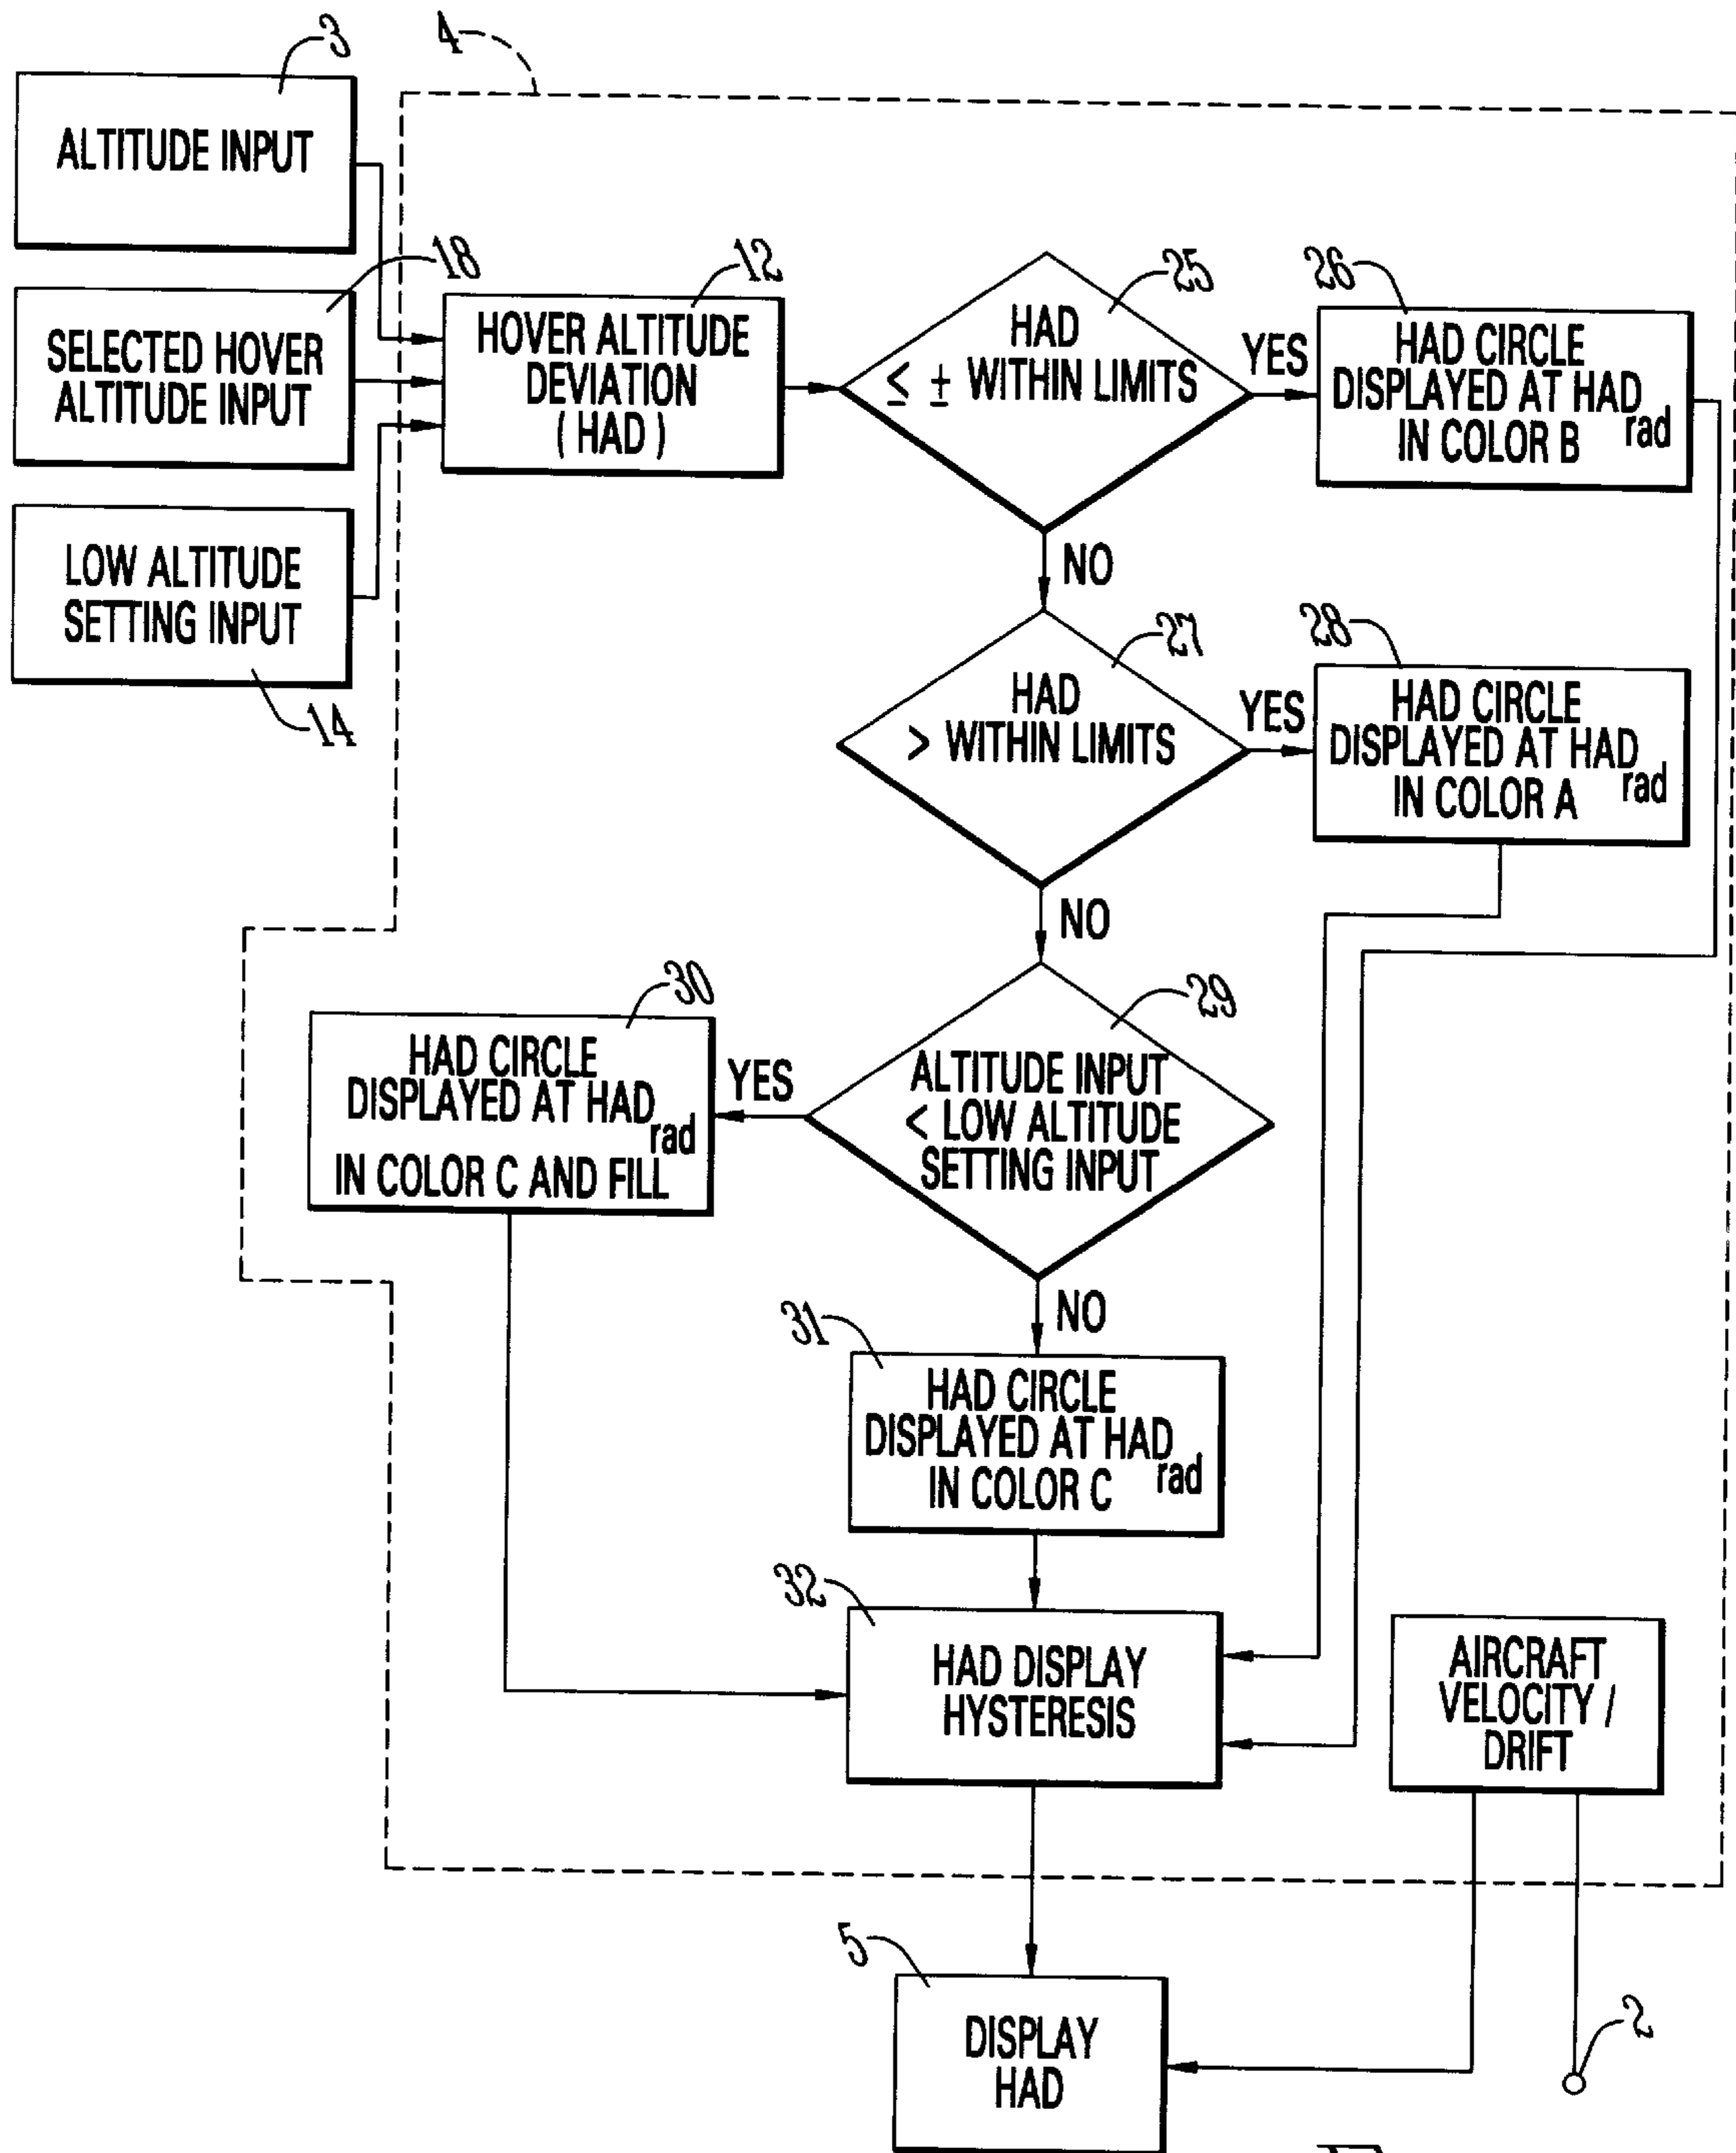 3
4
ALTITUDE INPUT
18
SELECTED HOVER
ALTITUDE INPUT
LOW ALTITUDE
SETTING INPUT
14
12
HOVER ALTITUDE
DEVIATION
( HAD )
25
HAD
≤ ± WITHIN LIMITS
YES
NO
26
HAD CIRCLE
DISPLAYED AT HAD rad
IN COLOR B
27
HAD
> WITHIN LIMITS
YES
NO
28
HAD CIRCLE
DISPLAYED AT HAD rad
IN COLOR A
29
ALTITUDE INPUT
< LOW ALTITUDE
SETTING INPUT
YES
NO
30
HAD CIRCLE
DISPLAYED AT HAD rad
IN COLOR C AND FILL
31
HAD CIRCLE
DISPLAYED AT HAD rad
IN COLOR C
32
HAD DISPLAY
HYSTERESIS
AIRCRAFT
VELOCITY /
DRIFT
5
DISPLAY
HAD
2